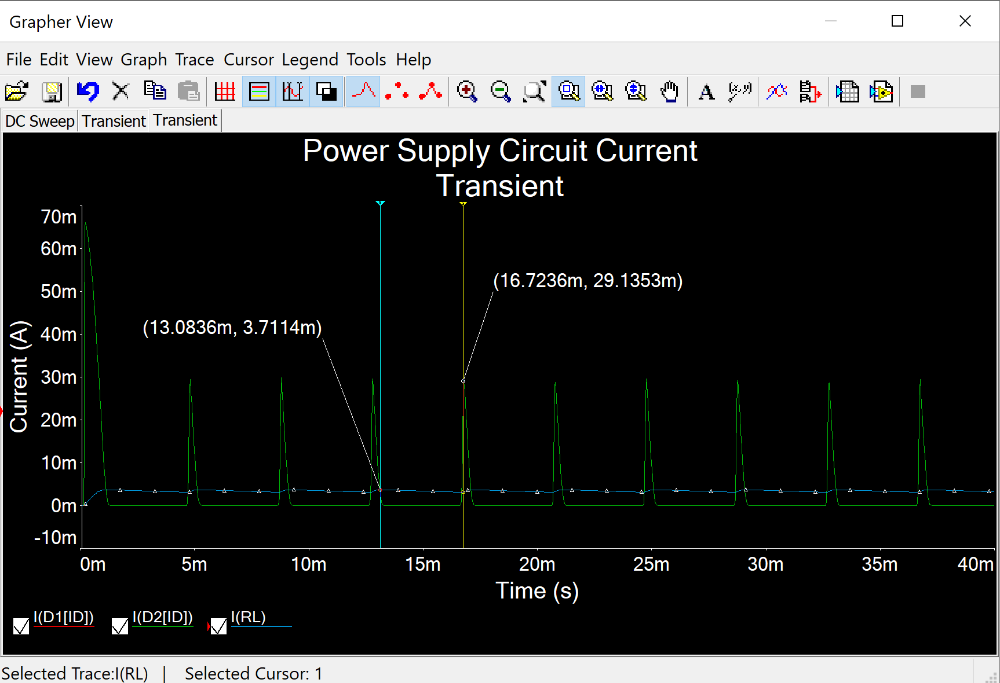 Grapher View
File Edit View Graph Trace Cursor Legend Tools Help
DC Sweep Transient Transient
Power Supply Circuit Current
Transient
70m
60m
50m
40m
30m
20m
10m
0m
-10m
Current (A)
(16.7236m, 29.1353m)
(13.0836m, 3.7114m)
0m 5m 10m 15m 20m 25m 30m 35m 40m
Time (s)
I(D1[ID]) I(D2[ID]) I(RL)
Selected Trace:I(RL) | Selected Cursor: 1